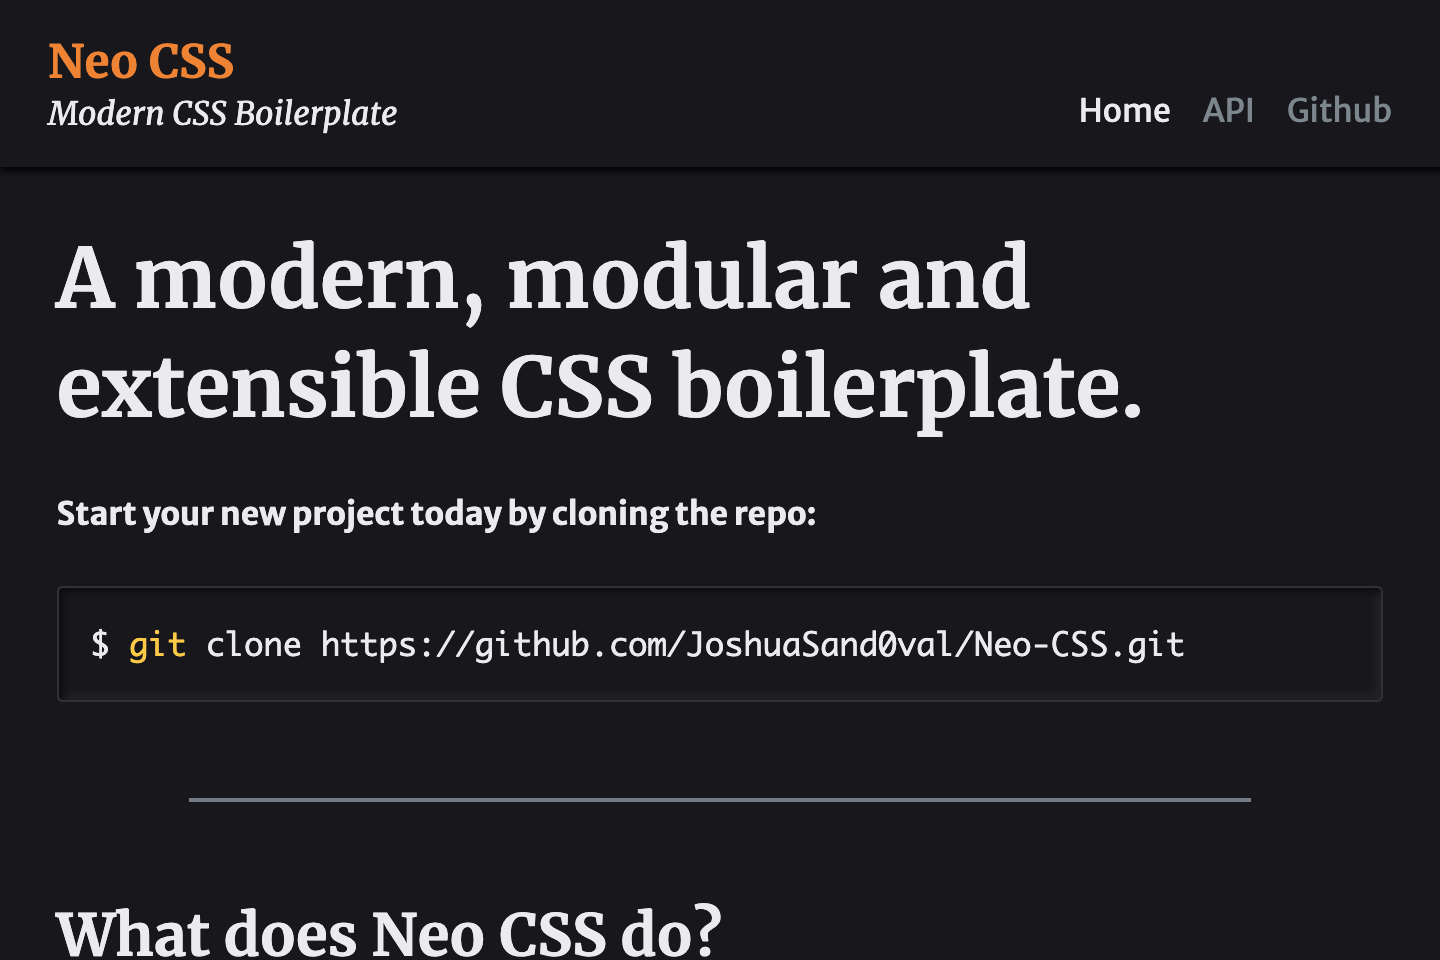 Neo CSS
Modern CSS Boilerplate
Home API Github
A modern, modular and
extensible CSS boilerplate.
Start your new project today by cloning the repo:
$ git clone https://github.com/JoshuaSand0val/Neo-CSS.git
What does Neo CSS do?